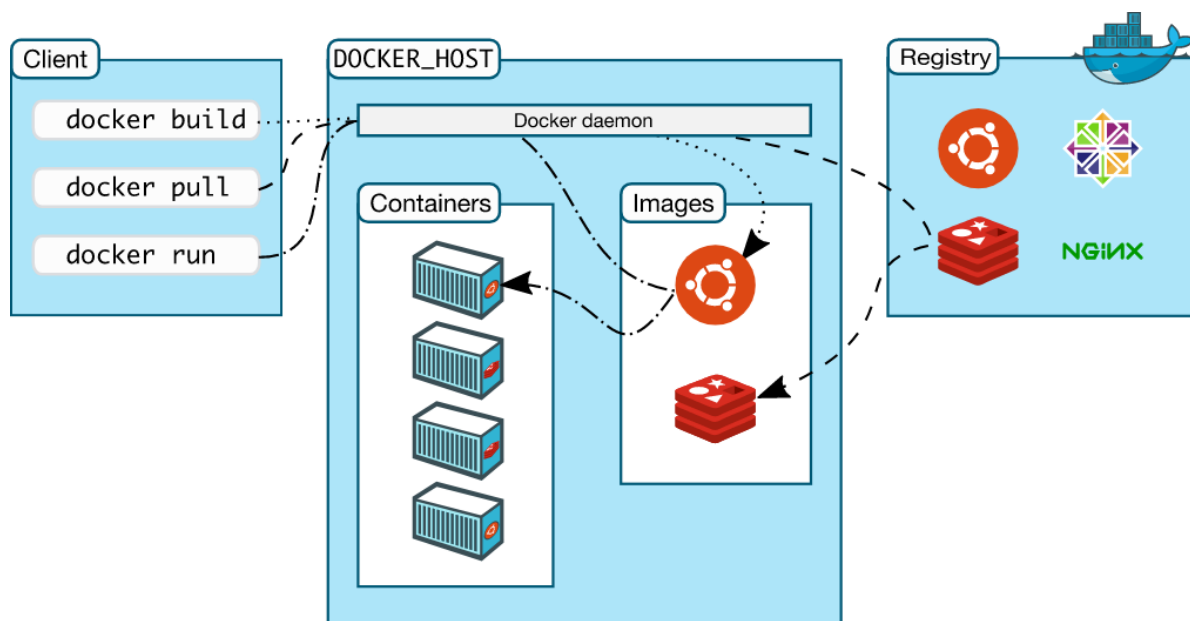 Client
docker build
docker pull
docker run
DOCKER_HOST
Docker daemon
Containers
Images
Registry
NGiNX